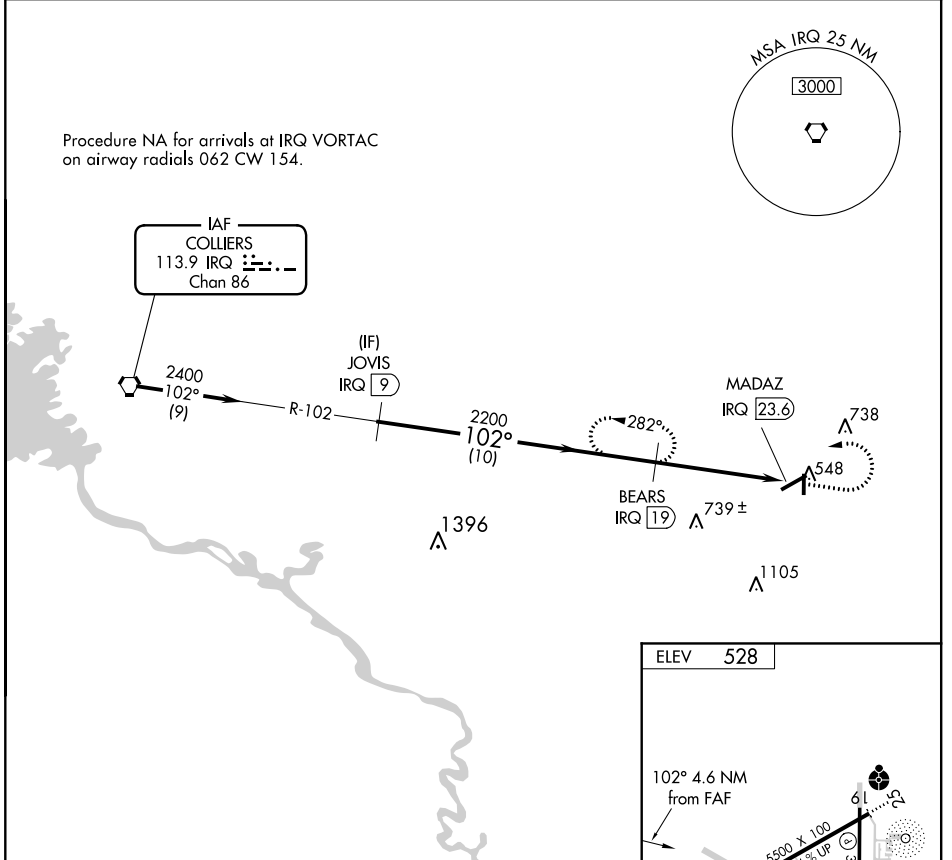 MSA IRQ 25 NM
3000
Procedure NA for arrivals at IRQ VORTAC
on airway radials 062 CW 154.
IAF
COLLIERS
113.9 IRQ
Chan 86
(IF)
JOVIS
IRQ 9
2400
102°
(9)
R-102
2200
102°
(10)
282°
MADAZ
IRQ 23.6
738
548
BEARS
IRQ 19
739 ±
1396
1105
ELEV 528
102° 4.6 NM
from FAF
19
25
5500 X 100
% UP
P